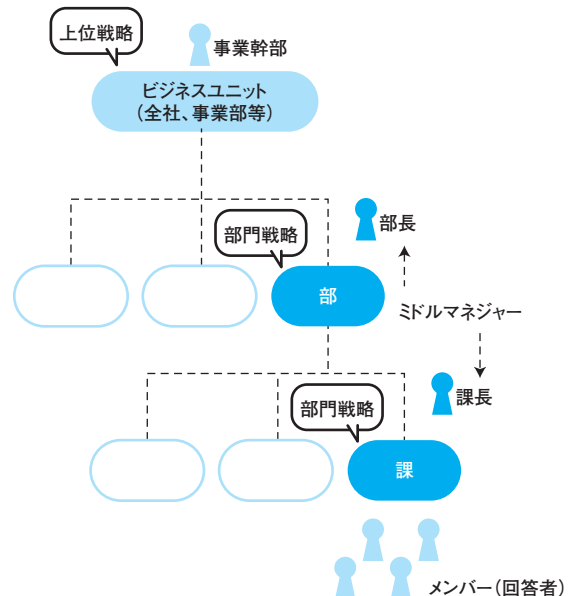 上位戦略
事業幹部
ビジネスユニット
(全社、事業部等)
部門戦略
部長
部
ミドルマネジャー
課長
部門戦略
課
メンバー(回答者)